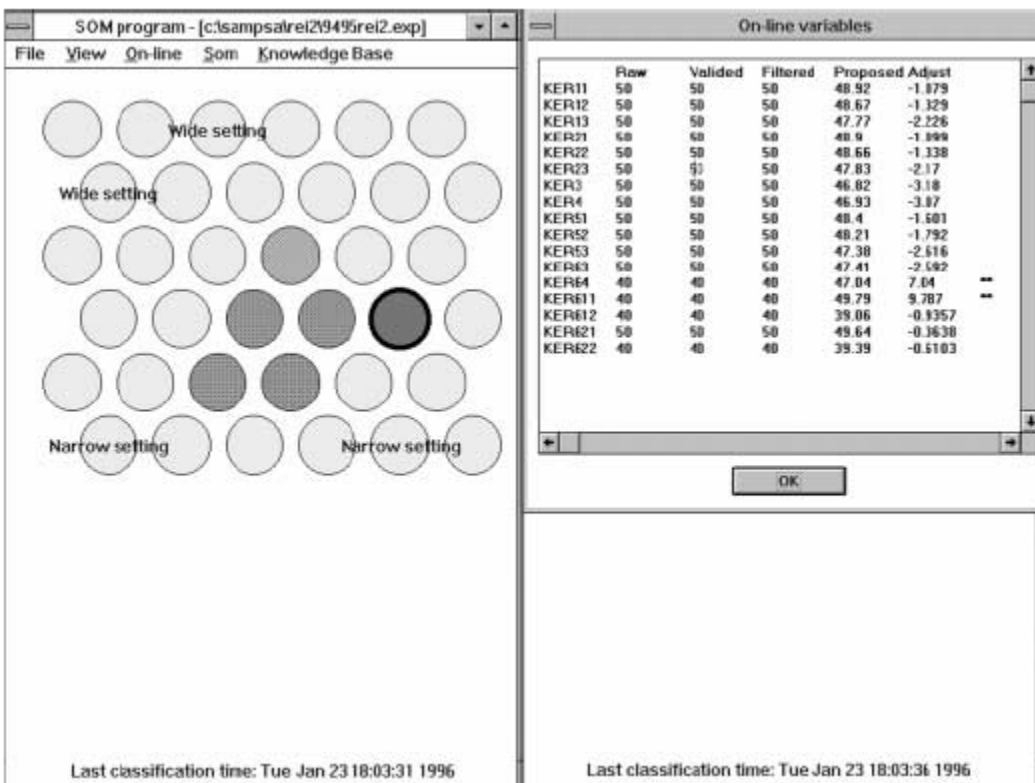 SOM program - [c:\sampsa\rei2\9495rei2.exp]
File View On-line Som Knowledge Base
Wide setting
Wide setting
Narrow setting Narrow setting
Last classification time: Tue Jan 23 18:03:31 1996
On-line variables
Raw Valided Filtered Proposed Adjust
KER11 50 50 50 48.92 -1.079
KER12 50 50 50 48.67 -1.329
KER13 50 50 50 47.77 -2.226
KER21 50 50 50 48.9 -1.099
KER22 50 50 50 48.66 -1.338
KER23 50 50 47.83 -2.17
KER3 50 50 50 46.82 -3.18
KER4 50 50 50 46.93 -3.07
KER51 50 50 50 48.4 -1.601
KER52 50 50 50 48.21 -1.792
KER53 50 50 50 47.38 -2.616
KER63 50 50 50 47.41 -2.592
KER64 40 40 40 47.04 7.04 --
KER611 40 40 40 49.79 9.787 --
KER612 40 40 40 39.06 -0.9357
KER621 50 50 50 49.64 -0.3638
KER622 40 40 40 39.39 -0.6103
OK
Last classification time: Tue Jan 23 18:03:36 1996